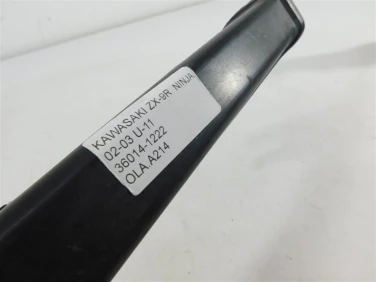 KAWASAKI ZX-9R NINJA
02-03 U-11
36014-1222
OLA A214